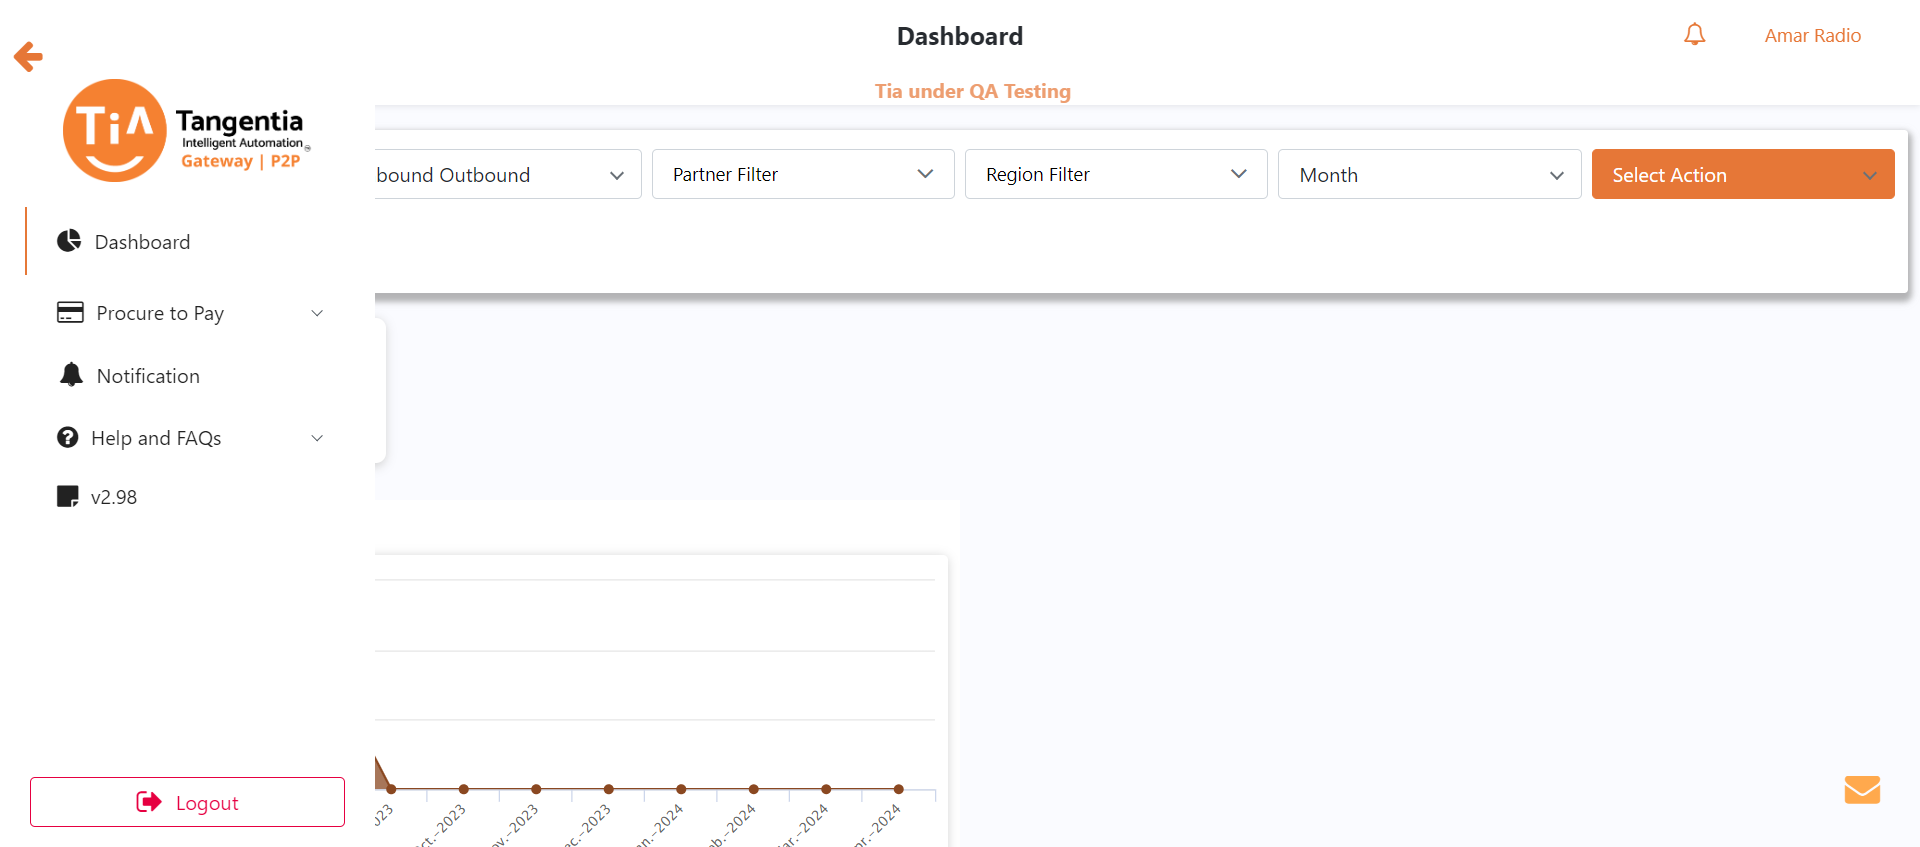 Dashboard
Amar Radio
Tia under QA Testing
TiA
Tangentia
Intelligent Automation
Gateway | P2P
bound Outbound
Partner Filter
Region Filter
Month
Select Action
Dashboard
Procure to Pay
Notification
Help and FAQs
v2.98
Logout
023
ct.-2023
ov.-2023
ec.-2023
an.-2024
eb.-2024
ar.-2024
pr.-2024